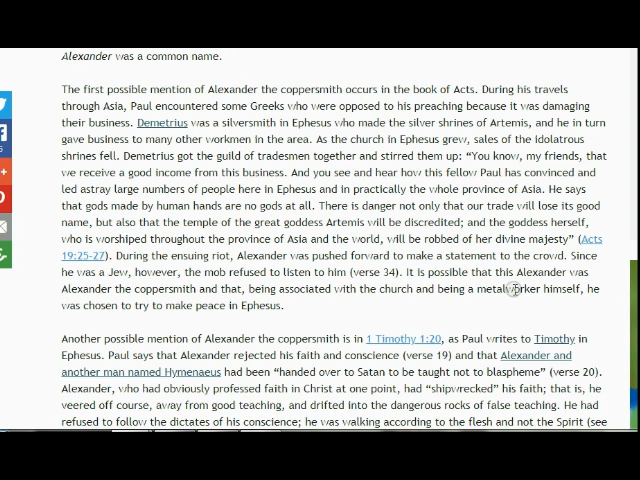 Alexander was a common name.
The first possible mention of Alexander the coppersmith occurs in the book of Acts. During his travels
through Asia, Paul encountered some Greeks who were opposed to his preaching because it was damaging
their business. Demetrius was a silversmith in Ephesus who made the silver shrines of Artemis, and he in turn
gave business to many other workmen in the area. As the church in Ephesus grew, sales of the idolatrous
shrines fell. Demetrius got the guild of tradesmen together and stirred them up: “You know, my friends, that
we receive a good income from this business. And you see and hear how this fellow Paul has convinced and
led astray large numbers of people here in Ephesus and in practically the whole province of Asia. He says
that gods made by human hands are no gods at all. There is danger not only that our trade will lose its good
name, but also that the temple of the great goddess Artemis will be discredited; and the goddess herself,
who is worshiped throughout the province of Asia and the world, will be robbed of her divine majesty” (Acts
19:25-27). During the ensuing riot, Alexander was pushed forward to make a statement to the crowd. Since
he was a Jew, however, the mob refused to listen to him (verse 34). It is possible that this Alexander was
Alexander the coppersmith and that, being associated with the church and being a metalworker himself, he
was chosen to try to make peace in Ephesus.
Another possible mention of Alexander the coppersmith is in 1 Timothy 1:20, as Paul writes to Timothy in
Ephesus. Paul says that Alexander rejected his faith and conscience (verse 19) and that Alexander and
another man named Hymenaeus had been “handed over to Satan to be taught not to blaspheme” (verse 20).
Alexander, who had obviously professed faith in Christ at one point, had “shipwrecked” his faith; that is, he
veered off course, away from good teaching, and drifted into the dangerous rocks of false teaching. He had
refused to follow the dictates of his conscience; he was walking according to the flesh and not the Spirit (see